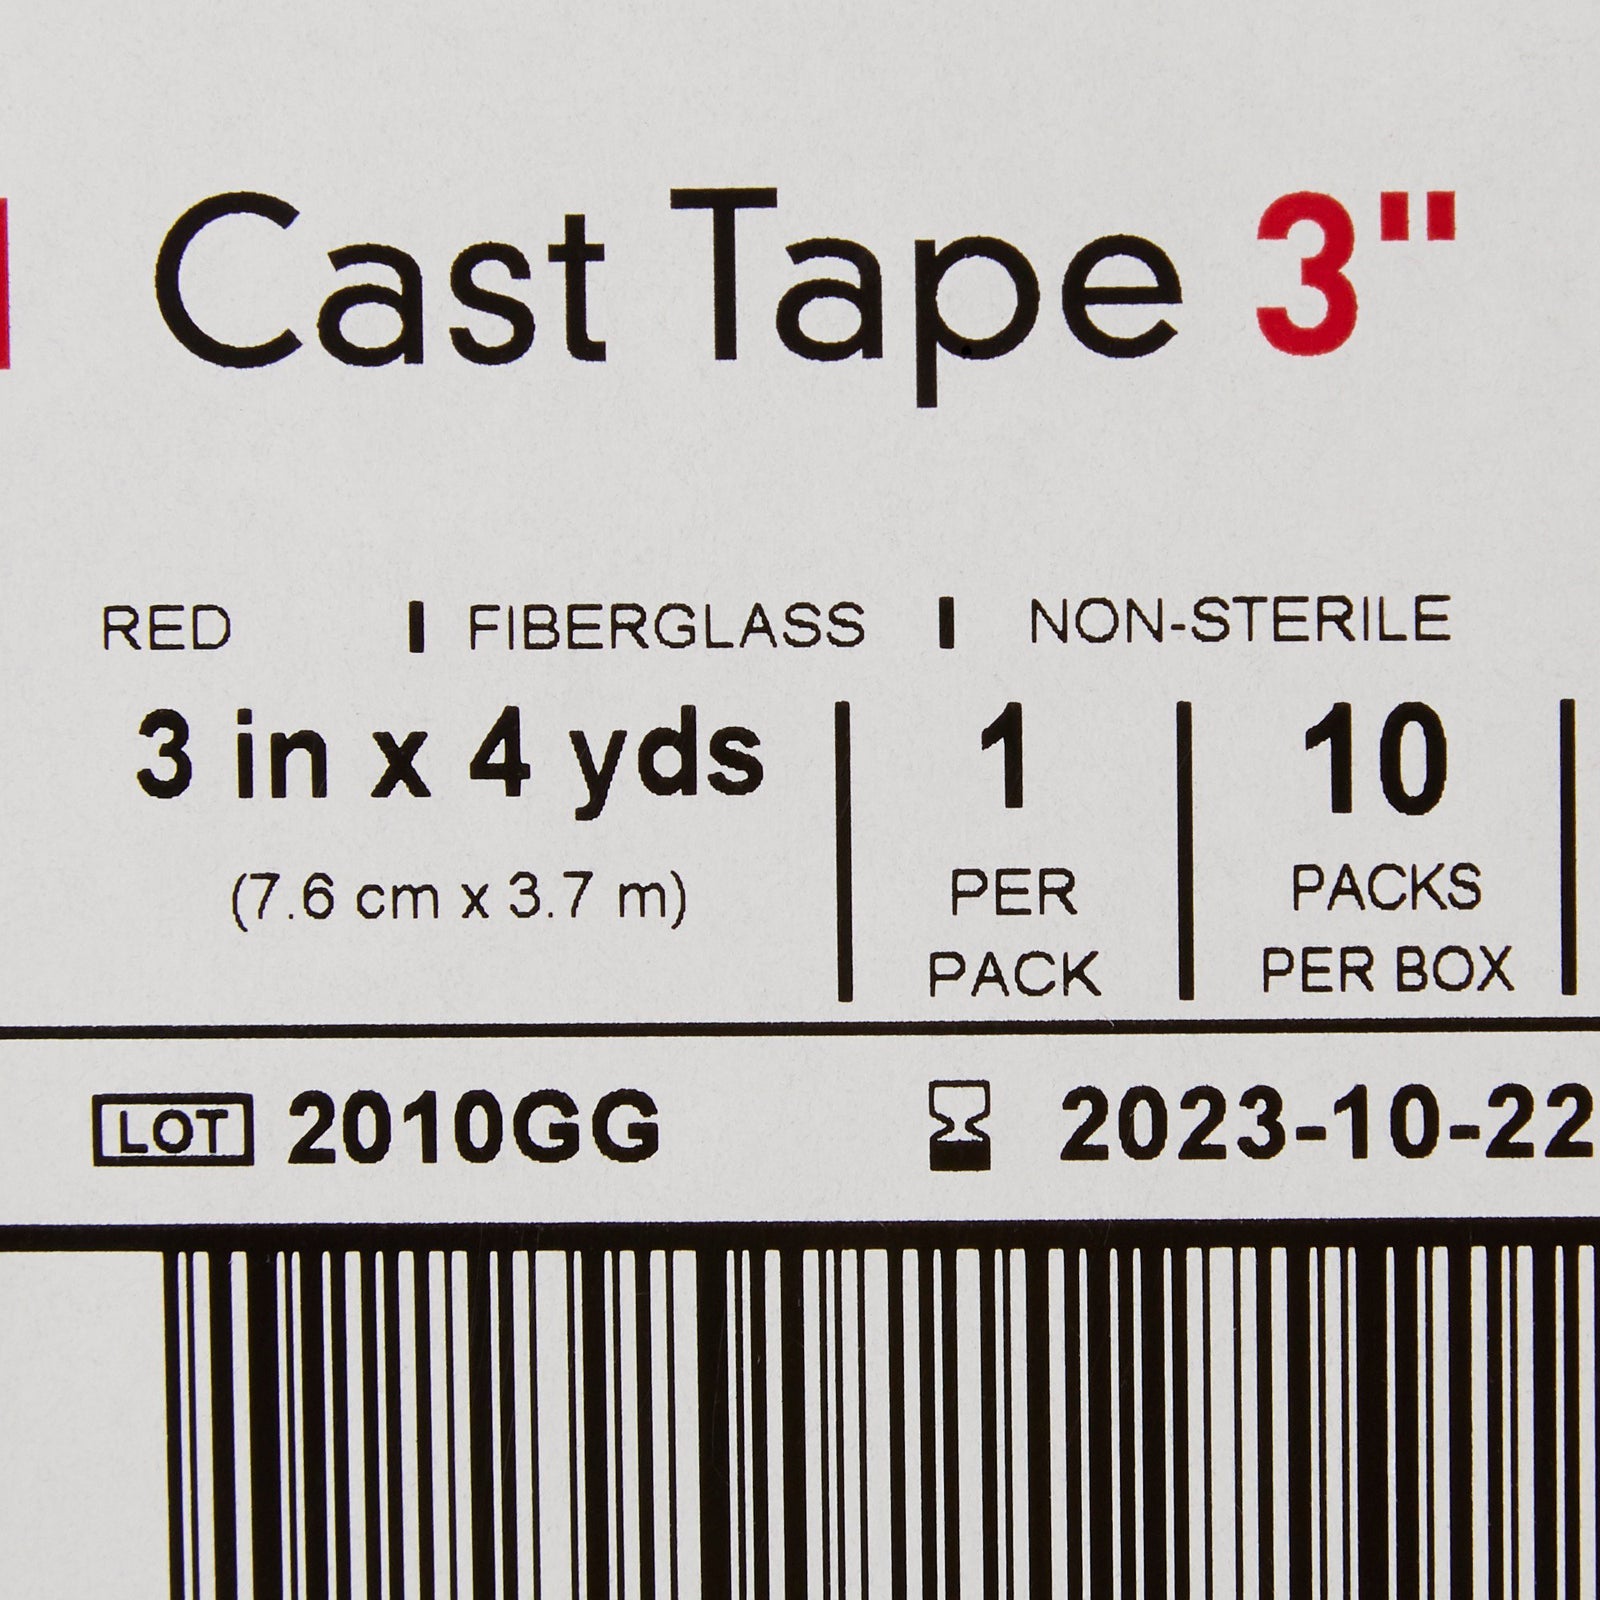 Cast Tape 3"
RED FIBERGLASS NON-STERILE
3 in x 4 yds
(7.6 cm x 3.7 m)
1
PER
PACK
10
PACKS
PER BOX
LOT 2010GG
2023-10-22